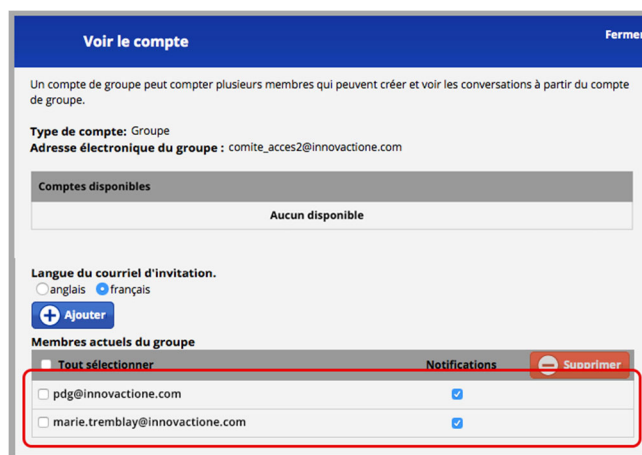 Voir le compte
Fermer
Un compte de groupe peut compter plusieurs membres qui peuvent créer et voir les conversations à partir du compte
de groupe.
Type de compte: Groupe
Adresse électronique du groupe : comite_acces2@innovactione.com
Comptes disponibles
Aucun disponible
Langue du courriel d'invitation.
anglais français
Ajouter
Membres actuels du groupe
Tout sélectionner Notifications Supprimer
pdg@innovactione.com
marie.tremblay@innovactione.com